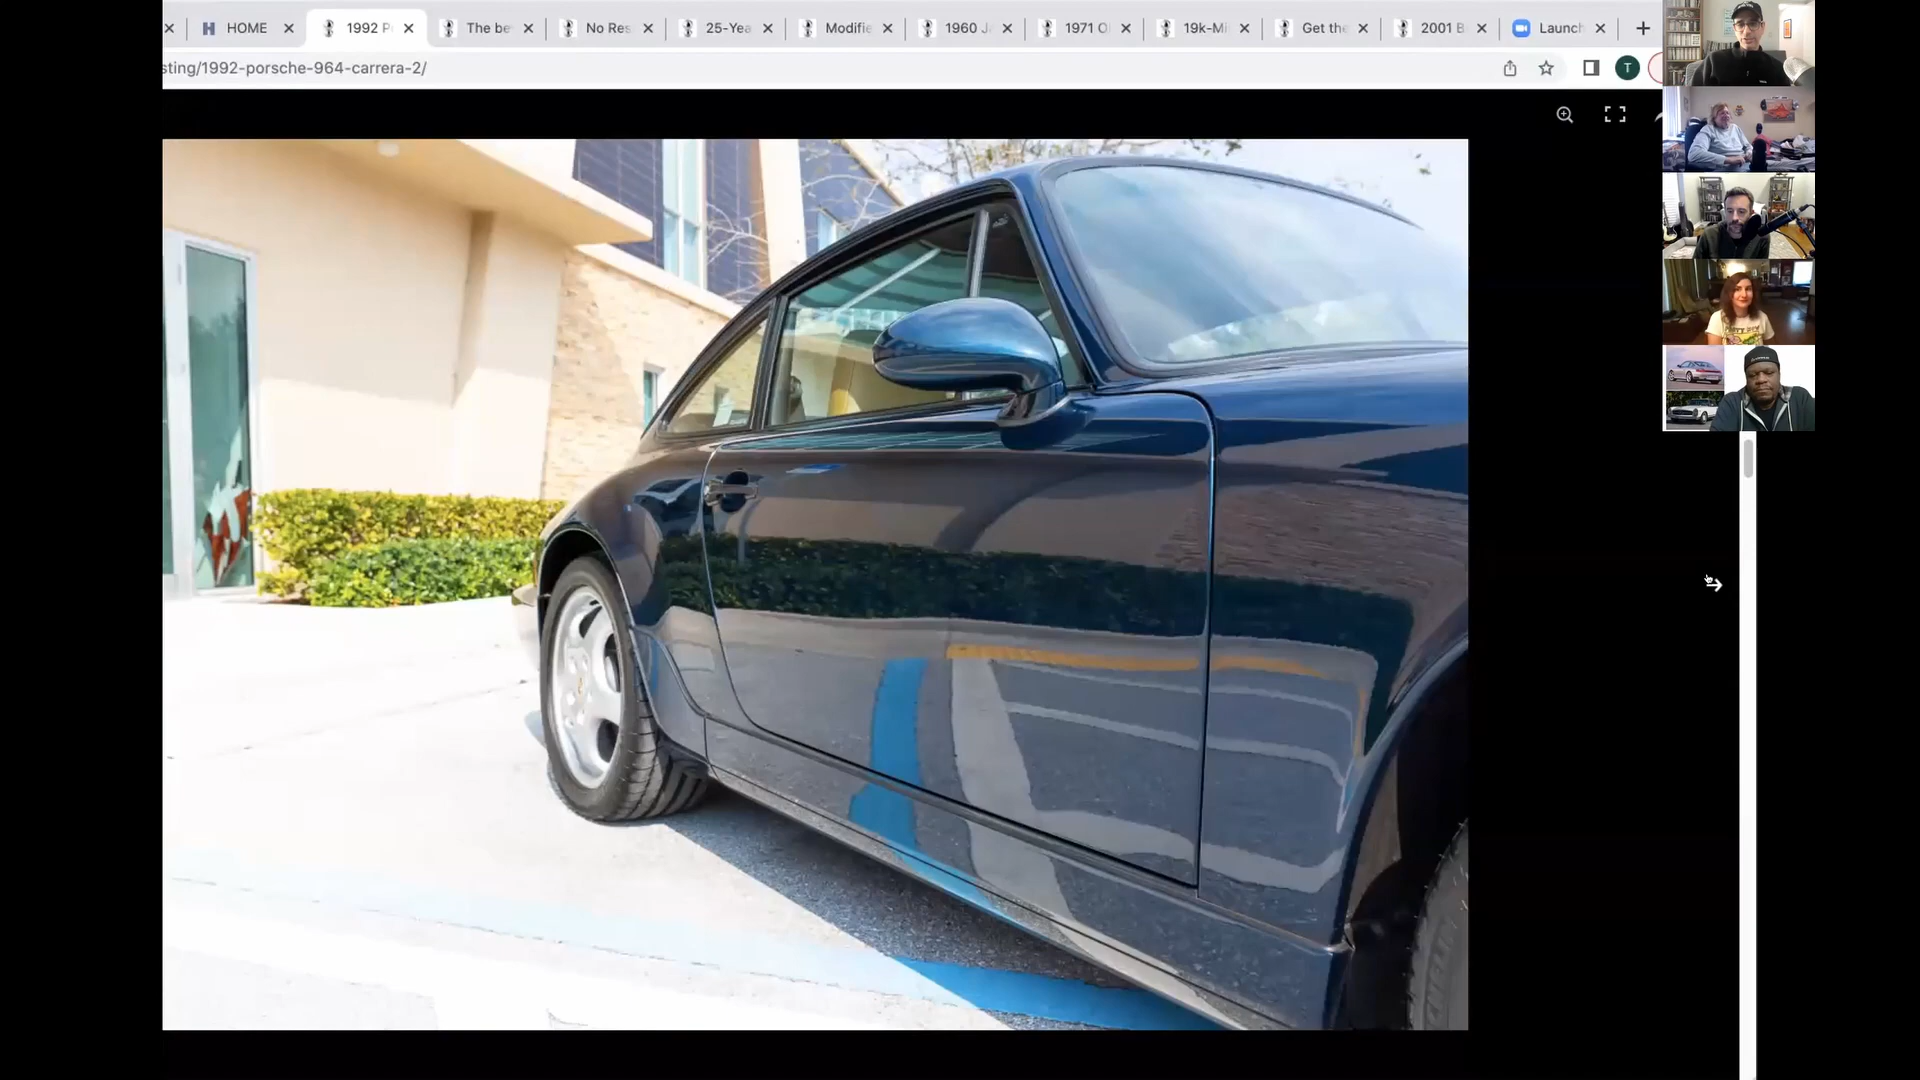 HOME
1992 P
The be
No Res
25-Yea
Modifie
1960 Ja
1971 O
19k-Mi
Get the
2001 B
Launch
sting/1992-porsche-964-carrera-2/
T